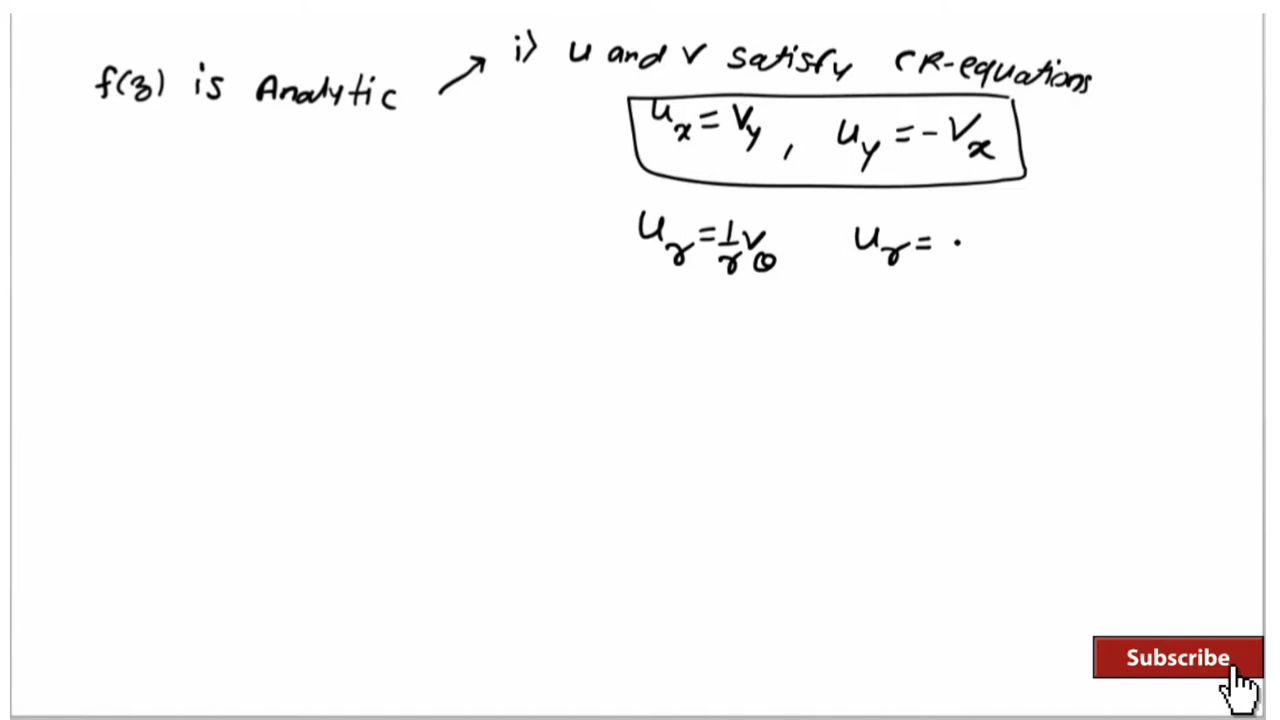 f(z) is Analytic → i) u and v satisfy CR-equations
u_x = v_y , u_y = - v_x
u_r = 1/r v_θ u_r = .
Subscribe